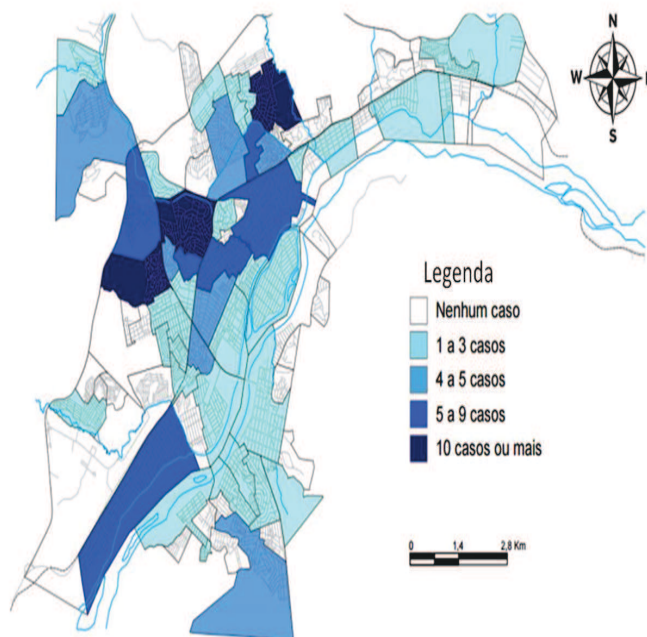 N
W
S
Legenda
Nenhum caso
1 a 3 casos
4 a 5 casos
5 a 9 casos
10 casos ou mais
0 1,4 2,8 Km